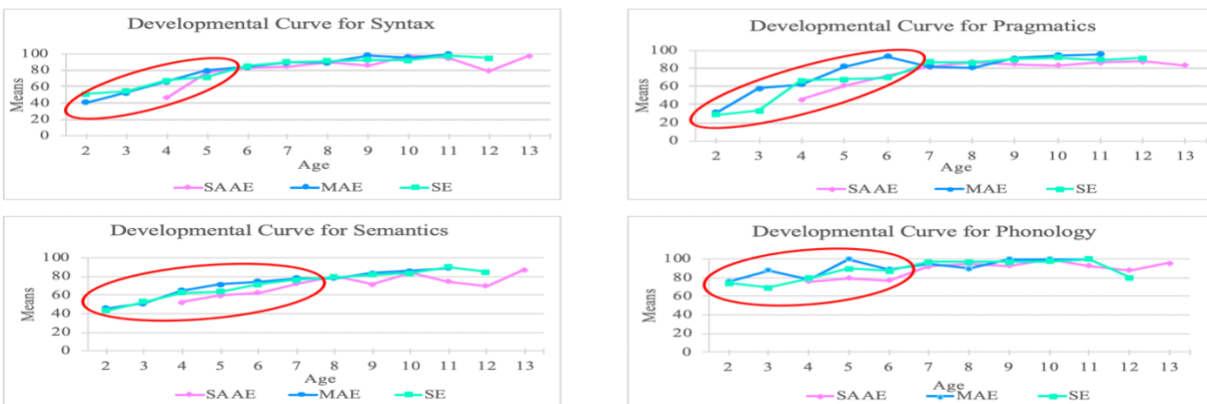 Developmental Curve for Syntax
100
80
60
40
20
0
Means
2 3 4 5 6 7 8 9 10 11 12 13
Age
SAAE MAE SE
Developmental Curve for Pragmatics
100
80
60
40
20
0
Means
2 3 4 5 6 7 8 9 10 11 12 13
Age
SAAE MAE SE
Developmental Curve for Semantics
100
80
60
40
20
0
Means
2 3 4 5 6 7 8 9 10 11 12 13
Age
SAAE MAE SE
Developmental Curve for Phonology
100
80
60
40
20
0
Means
2 3 4 5 6 7 8 9 10 11 12 13
Age
SAAE MAE SE